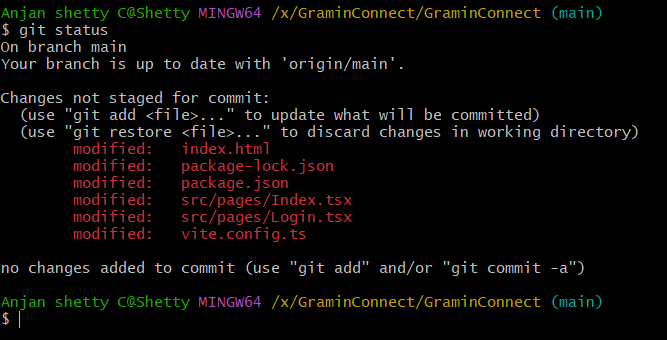 Anjan shetty C@Shetty MINGW64 /x/GraminConnect/GraminConnect (main)
$ git status
On branch main
Your branch is up to date with 'origin/main'.

Changes not staged for commit:
  (use "git add <file>..." to update what will be committed)
  (use "git restore <file>..." to discard changes in working directory)
        modified:   index.html
        modified:   package-lock.json
        modified:   package.json
        modified:   src/pages/Index.tsx
        modified:   src/pages/Login.tsx
        modified:   vite.config.ts

no changes added to commit (use "git add" and/or "git commit -a")

Anjan shetty C@Shetty MINGW64 /x/GraminConnect/GraminConnect (main)
$